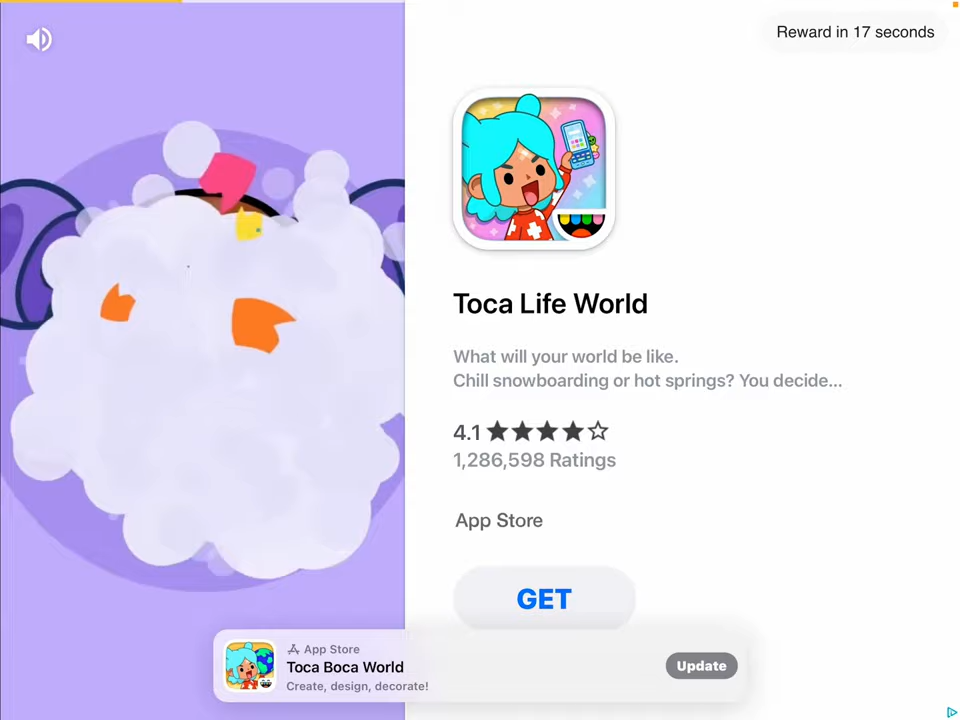 Reward in 17 seconds
Toca Life World
What will your world be like.
Chill snowboarding or hot springs? You decide...
4.1
1,286,598 Ratings
App Store
GET
App Store
Toca Boca World
Create, design, decorate!
Update